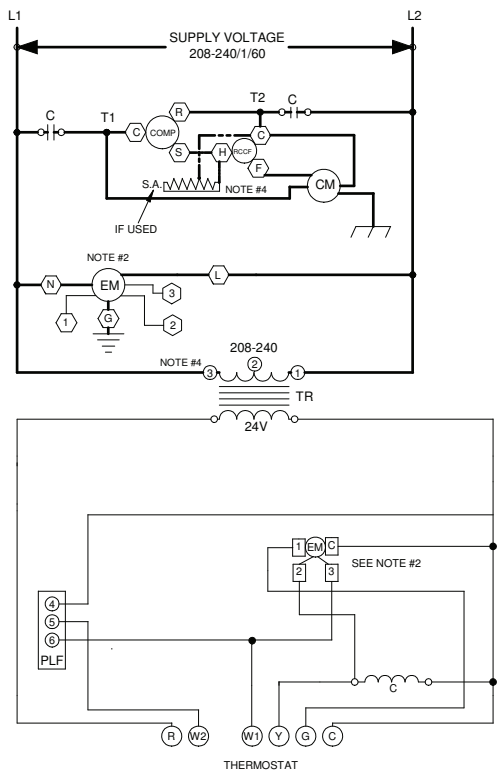 L1 L2
SUPPLY VOLTAGE
208-240/1/60
C T1 R T2 C
C COMP C
S H RCCF
F
S.A. NOTE #4 CM
IF USED
NOTE #2
N EM L
3
1 G 2
208-240
NOTE #4 3 2 1
TR
24V
1 EM C
2 3 SEE NOTE #2
4
5
6
PLF
C
R W2 W1 Y G C
THERMOSTAT